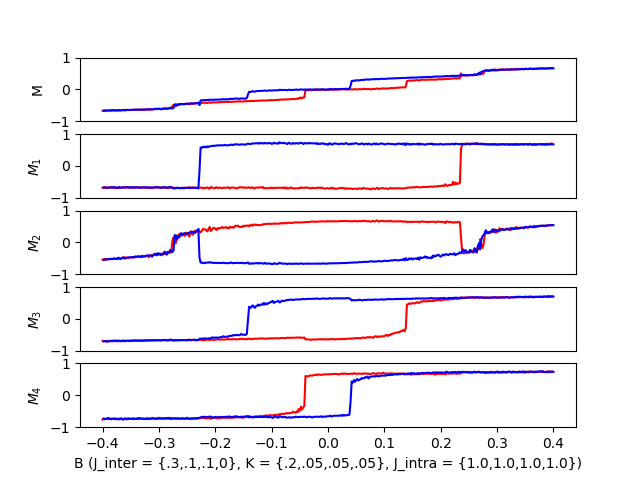 M
1
0
−1
M₁
1
0
−1
M₂
1
0
−1
M₃
1
0
−1
M₄
1
0
−1
−0.4 −0.3 −0.2 −0.1 0.0 0.1 0.2 0.3 0.4
B (J_inter = {.3,.1,.1,0}, K = {.2,.05,.05,.05}, J_intra = {1.0,1.0,1.0,1.0})